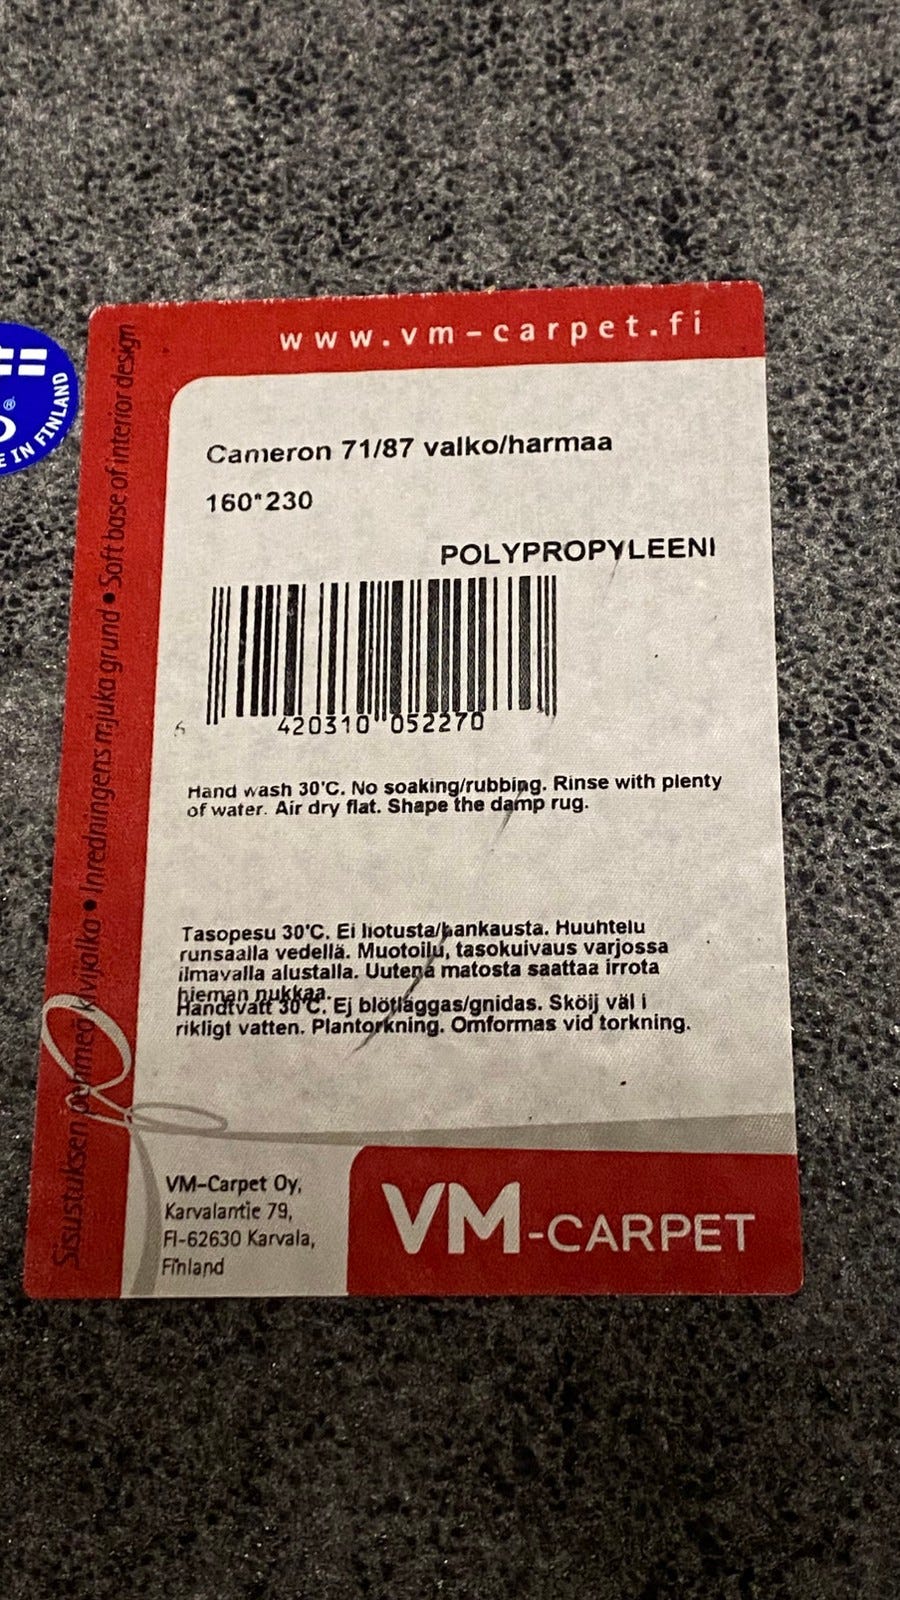 www.vm-carpet.fi
Cameron 71/87 valko/harmaa
160*230
POLYPROPYLEENI
6 420310 052270
Hand wash 30'C. No soaking/rubbing. Rinse with plenty
of water. Air dry flat. Shape the damp rug.
Tasopesu 30'C. Ei liotusta/hankausta. Huuhtelu
runsaalla vedellä. Muotoilu, tasokuivaus varjossa
ilmavalla alustalla. Uutena matosta saattaa irrota
hieman nukkaa.
Handtvätt 30'C. Ej blötläggas/gnidas. Sköij väl i
rikligt vatten. Plantorkning. Omformas vid torkning.
VM-Carpet Oy,
Karvalantie 79,
FI-62630 Karvala,
Finland
VM-CARPET
Sisustuksen pehmeä kivijalka • Inredningens mjuka grund • Soft base of interior design
IN FINLAND